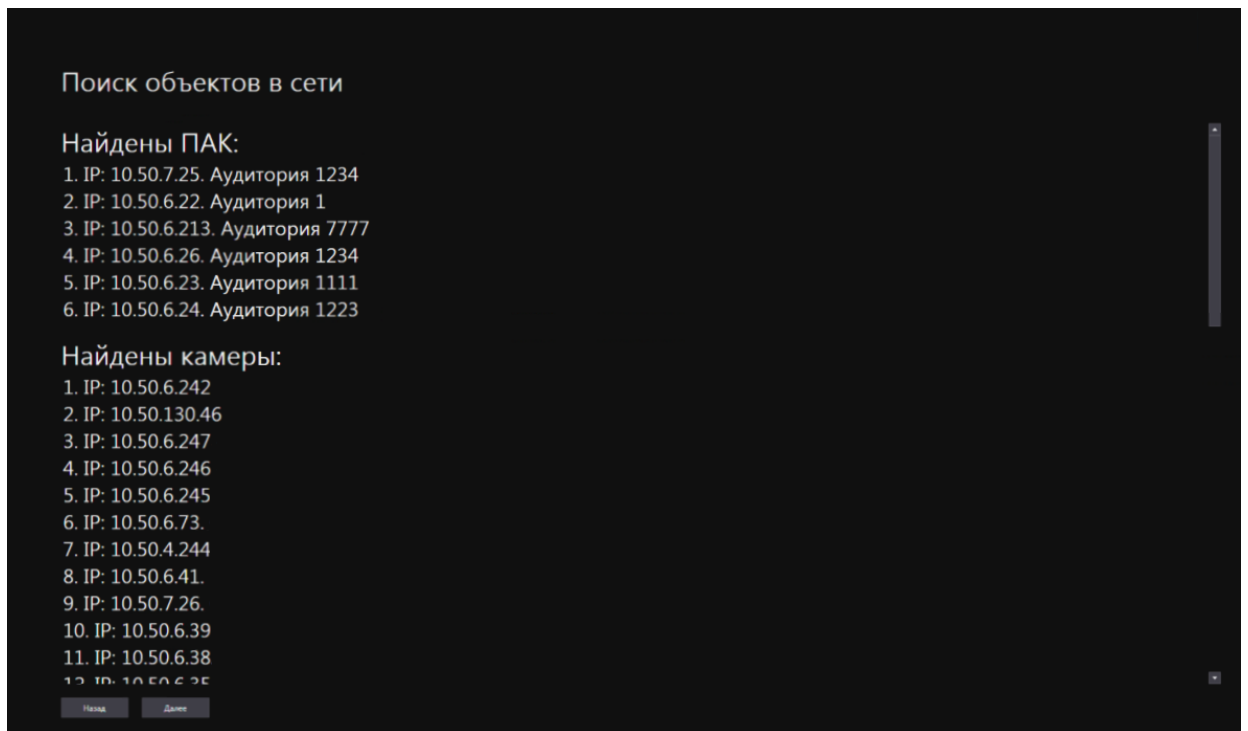 Поиск объектов в сети
Найдены ПАК:
1. IP: 10.50.7.25. Аудитория 1234
2. IP: 10.50.6.22. Аудитория 1
3. IP: 10.50.6.213. Аудитория 7777
4. IP: 10.50.6.26. Аудитория 1234
5. IP: 10.50.6.23. Аудитория 1111
6. IP: 10.50.6.24. Аудитория 1223
Найдены камеры:
1. IP: 10.50.6.242
2. IP: 10.50.130.46
3. IP: 10.50.6.247
4. IP: 10.50.6.246
5. IP: 10.50.6.245
6. IP: 10.50.6.73.
7. IP: 10.50.4.244
8. IP: 10.50.6.41.
9. IP: 10.50.7.26.
10. IP: 10.50.6.39
11. IP: 10.50.6.38
12. IP: 10.50.6.35
Назад Далее